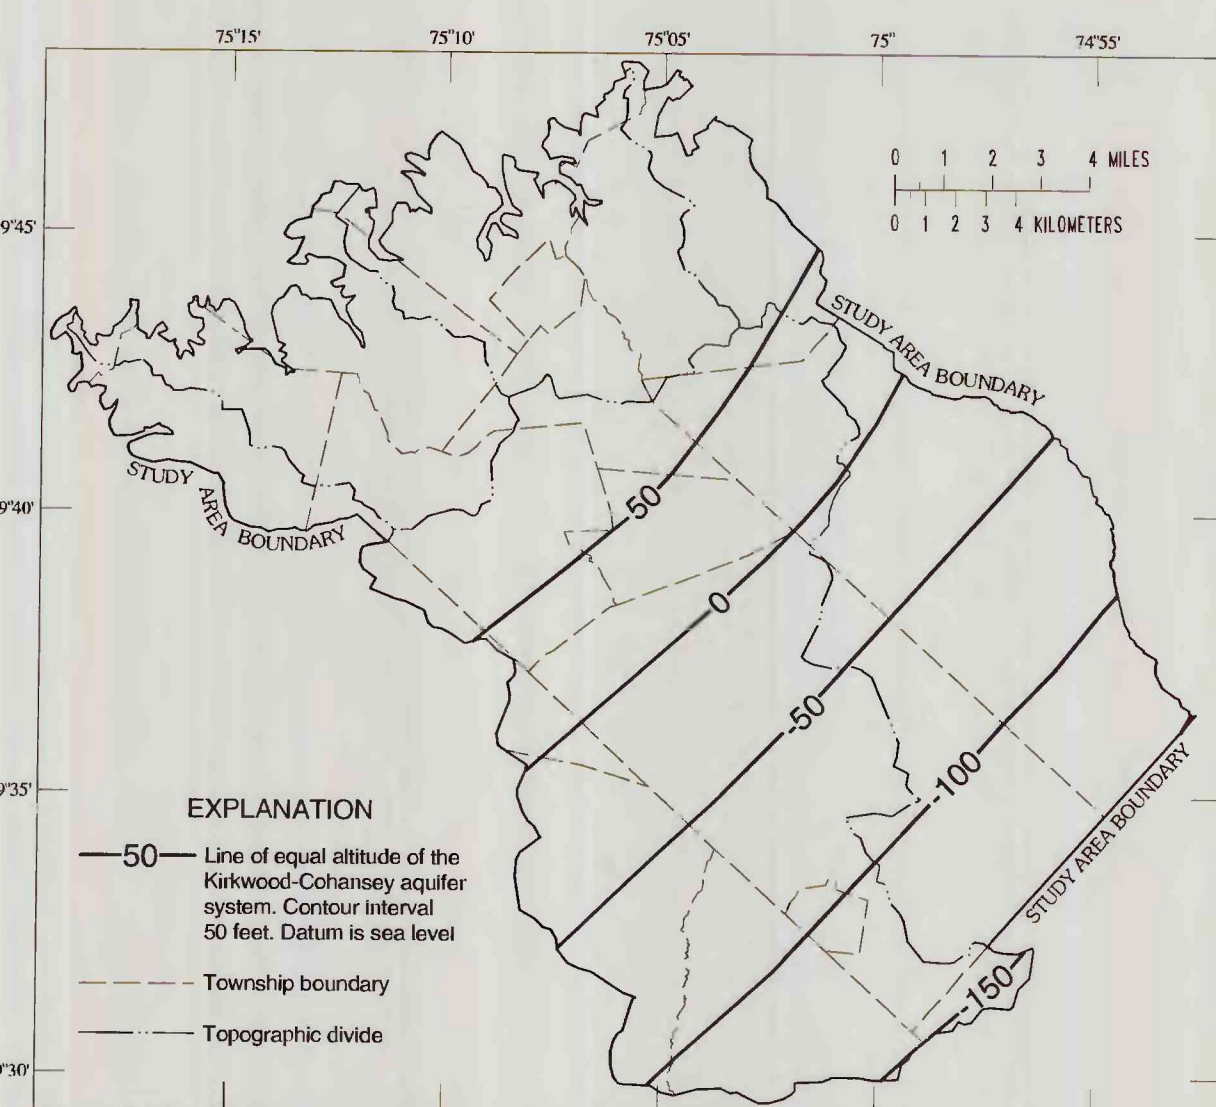 75"15' 75"10' 75"05' 75" 74"55'
0 1 2 3 4 MILES
0 1 2 3 4 KILOMETERS
9"45'
STUDY AREA BOUNDARY
STUDY AREA BOUNDARY
9"40'
50
0
-50
-100
9"35'
STUDY AREA BOUNDARY
-150
9"30'
EXPLANATION
50 Line of equal altitude of the
Kirkwood-Cohansey aquifer
system. Contour interval
50 feet. Datum is sea level
Township boundary
Topographic divide